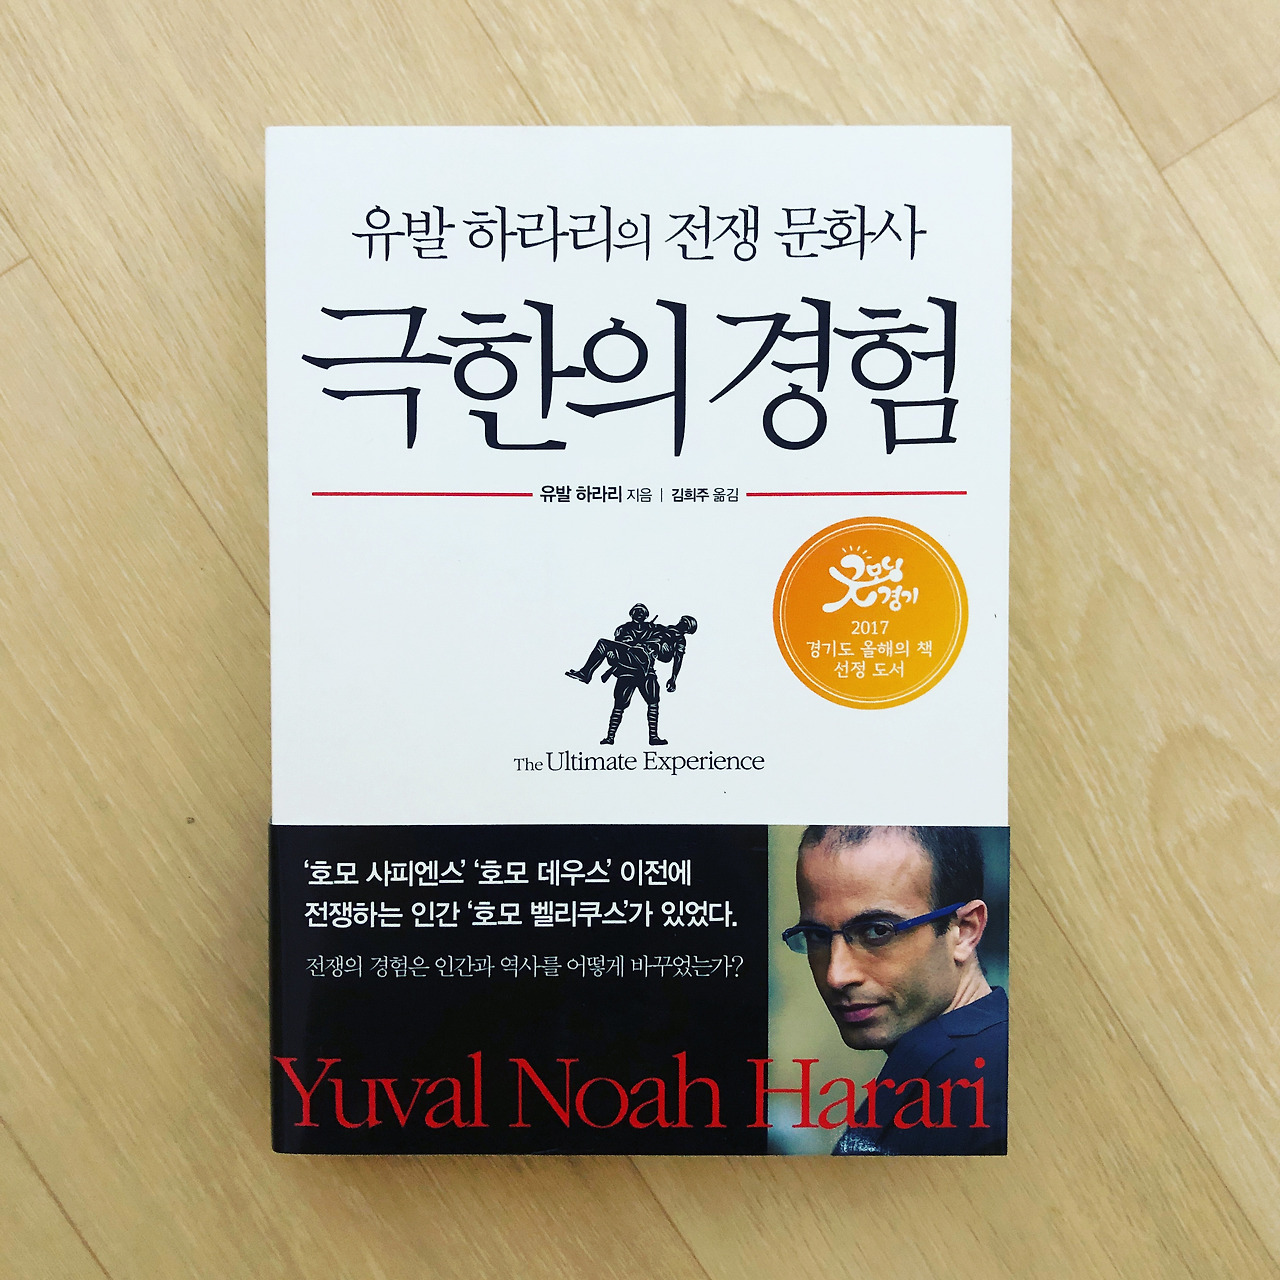 유발 하라리의 전쟁 문화사
극한의 경험
유발 하라리 지음 | 김희주 옮김
굿모닝
경기
2017
경기도 올해의 책
선정 도서
The Ultimate Experience
‘호모 사피엔스’ ‘호모 데우스’ 이전에
전쟁하는 인간 ‘호모 벨리쿠스’가 있었다.
전쟁의 경험은 인간과 역사를 어떻게 바꾸었는가?
Yuval Noah Harari